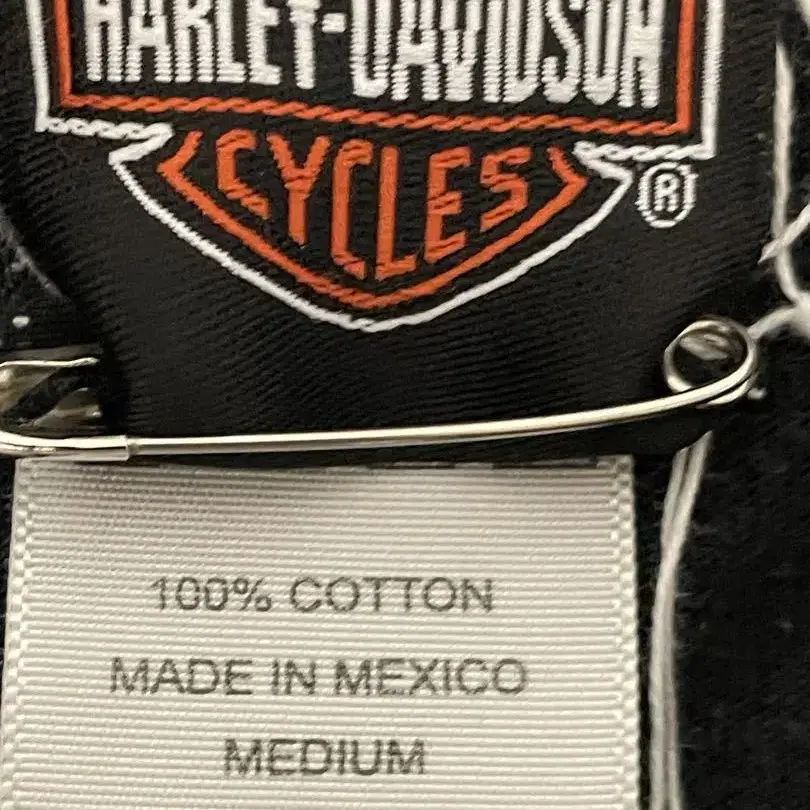 HARLEY-DAVIDSON
CYCLES
®
100% COTTON
MADE IN MEXICO
MEDIUM